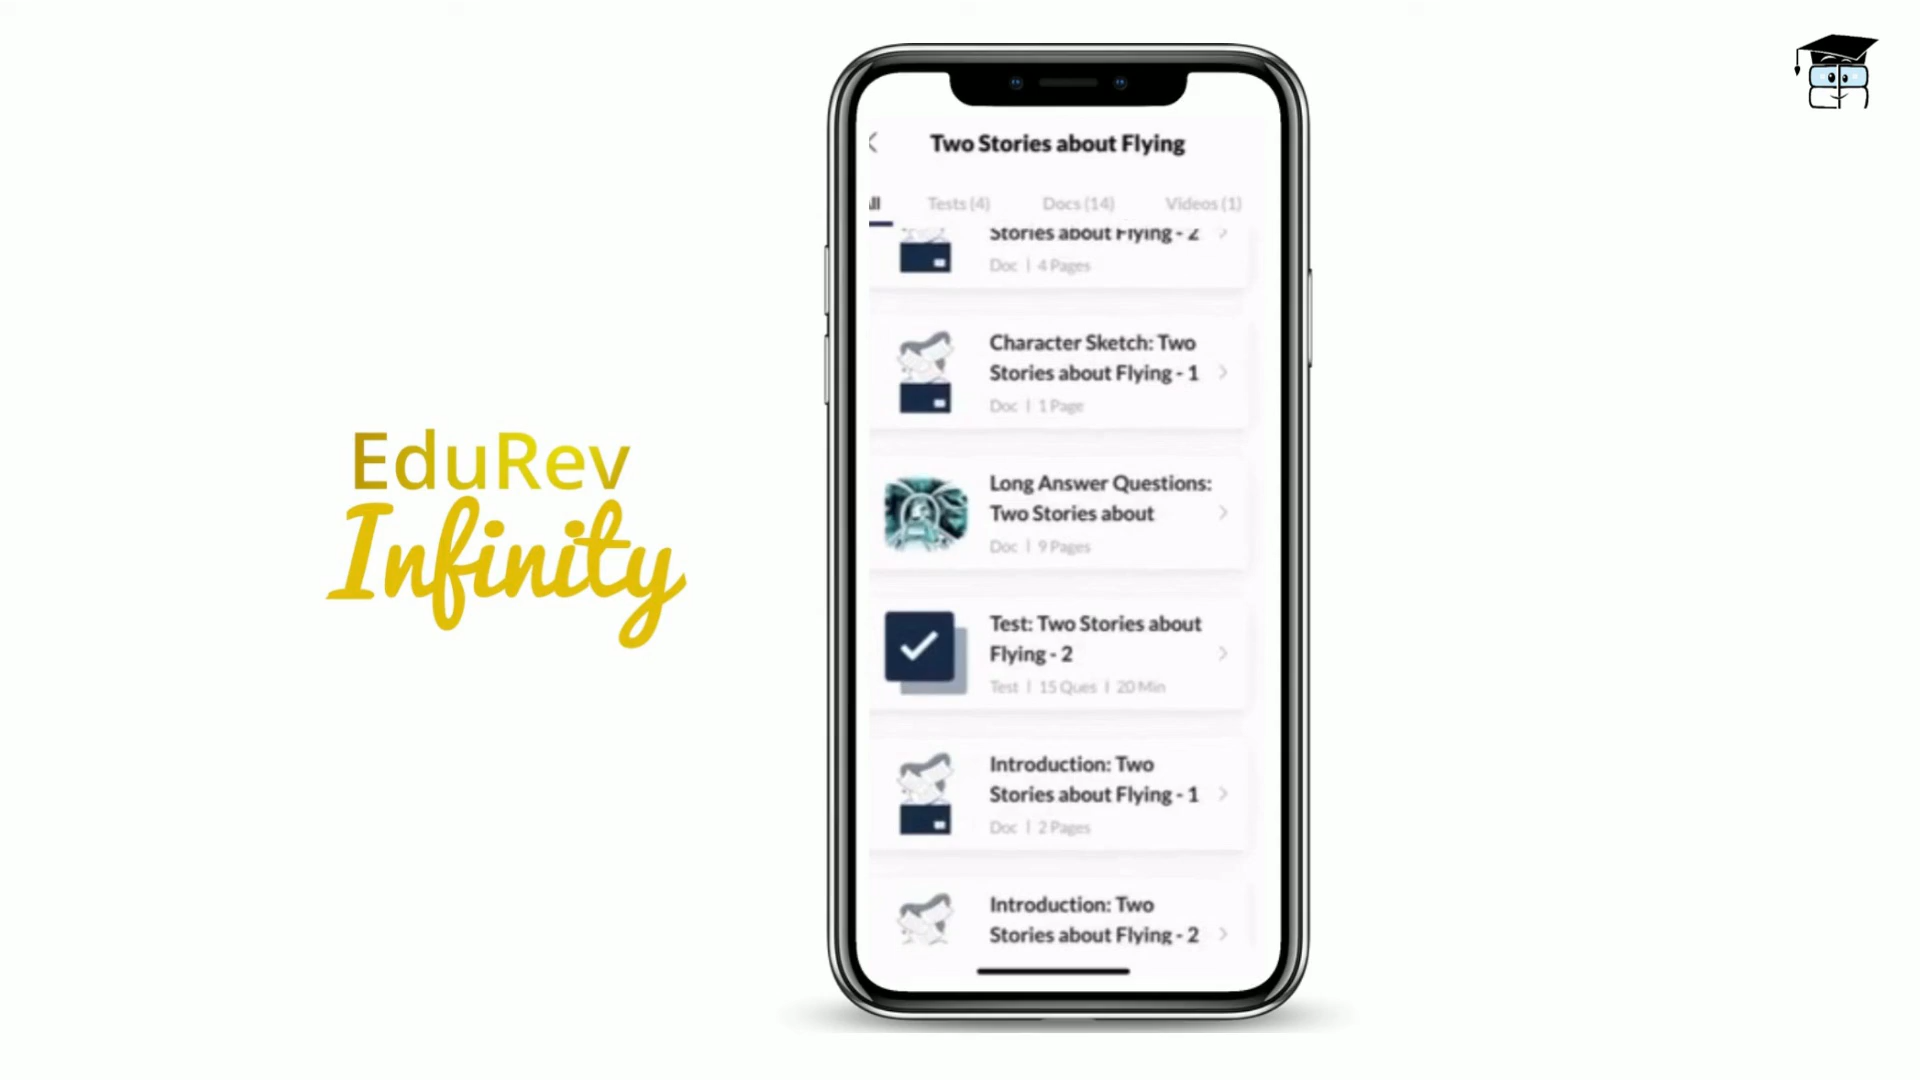 EduRev
Infinity
Two Stories about Flying
All
Tests (4)
Docs (14)
Videos (1)
Stories about Flying - 2
Doc | 4 Pages
Character Sketch: Two
Stories about Flying - 1
Doc | 1 Page
Long Answer Questions:
Two Stories about
Doc | 9 Pages
Test: Two Stories about
Flying - 2
Test | 15 Ques | 20 Min
Introduction: Two
Stories about Flying - 1
Doc | 2 Pages
Introduction: Two
Stories about Flying - 2